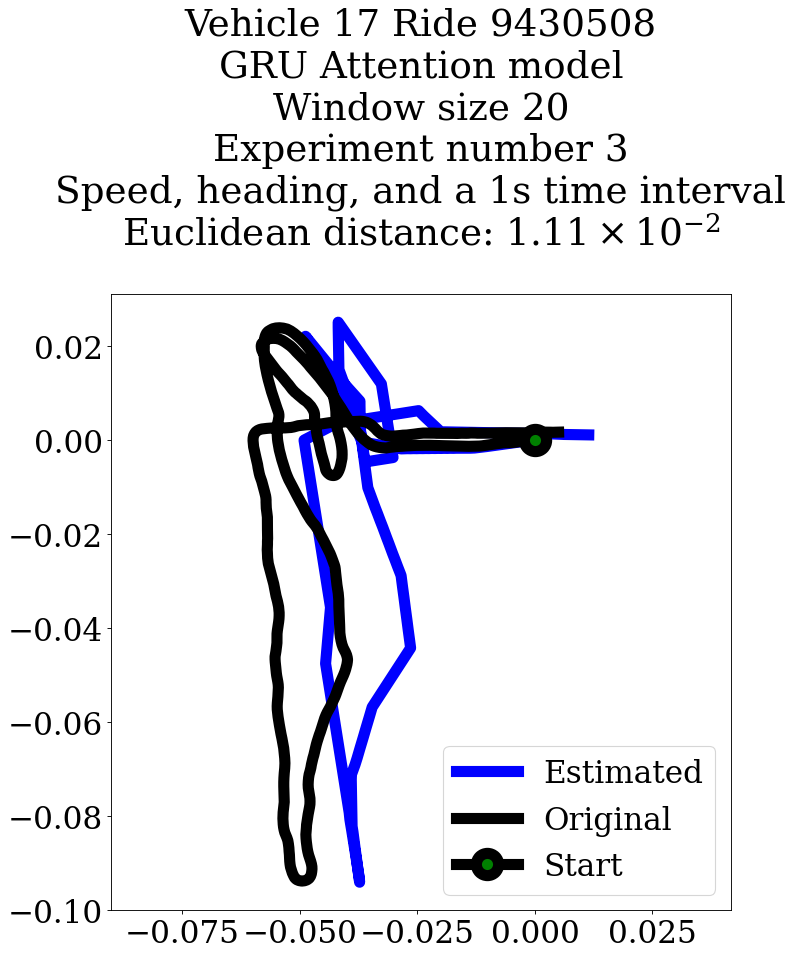 Vehicle 17 Ride 9430508
GRU Attention model
Window size 20
Experiment number 3
Speed, heading, and a 1s time interval
Euclidean distance: 1.11 × 10⁻²
0.02
0.00
−0.02
−0.04
−0.06
−0.08
−0.10
−0.075 −0.050 −0.025 0.000 0.025
Estimated
Original
Start